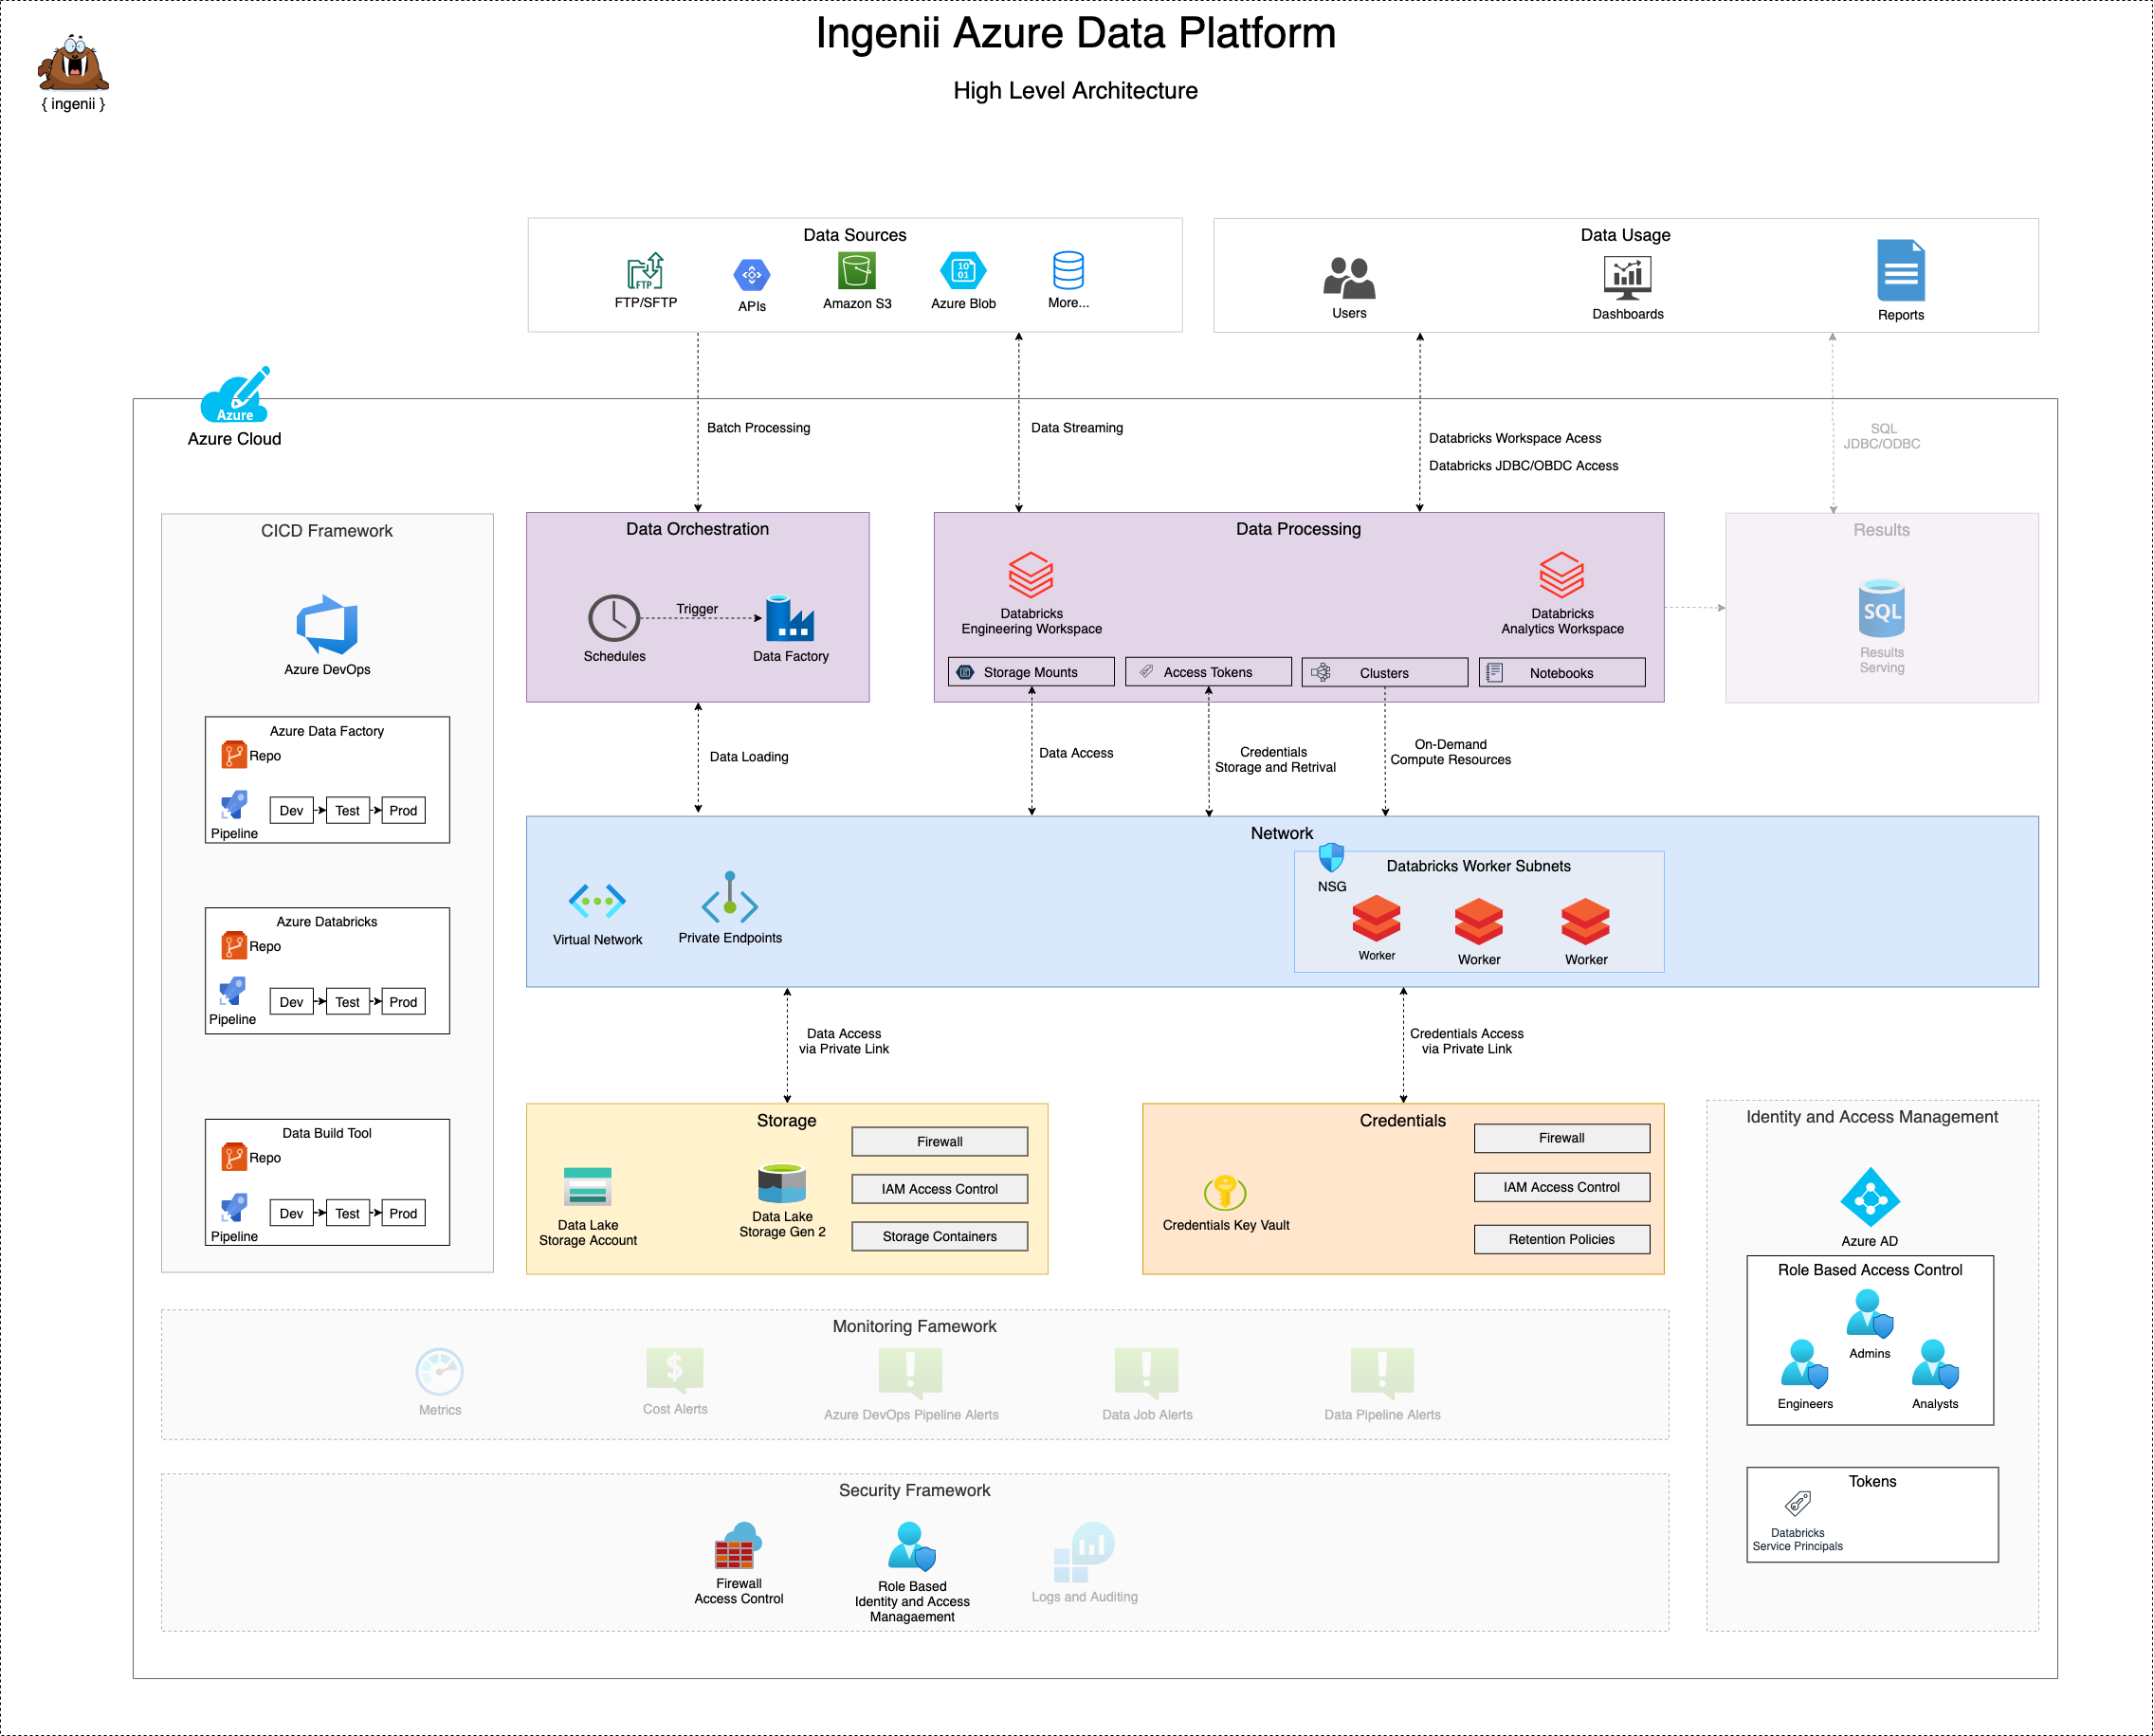 Ingenii Azure Data Platform
High Level Architecture
{ ingenii }
Data Sources
FTP
FTP/SFTP
APIs
Amazon S3
10
01
Azure Blob
More...
Data Usage
Users
Dashboards
Reports
Azure
Azure Cloud
Batch Processing
Data Streaming
Databricks Workspace Acess
Databricks JDBC/OBDC Access
SQL
JDBC/ODBC
CICD Framework
Azure DevOps
Azure Data Factory
Repo
Pipeline
Dev
Test
Prod
Azure Databricks
Repo
Pipeline
Dev
Test
Prod
Data Build Tool
Repo
Pipeline
Dev
Test
Prod
Data Orchestration
Schedules
Trigger
Data Factory
Data Processing
Databricks
Engineering Workspace
Databricks
Analytics Workspace
Storage Mounts
Access Tokens
Clusters
Notebooks
Results
SQL
Results
Serving
Data Loading
Data Access
Credentials
Storage and Retrival
On-Demand
Compute Resources
Network
Virtual Network
Private Endpoints
NSG
Databricks Worker Subnets
Worker
Worker
Worker
Data Access
via Private Link
Credentials Access
via Private Link
Storage
Data Lake
Storage Account
Data Lake
Storage Gen 2
Firewall
IAM Access Control
Storage Containers
Credentials
Credentials Key Vault
Firewall
IAM Access Control
Retention Policies
Identity and Access Management
Azure AD
Role Based Access Control
Admins
Engineers
Analysts
Tokens
Databricks
Service Principals
Monitoring Famework
Metrics
$
Cost Alerts
!
Azure DevOps Pipeline Alerts
!
Data Job Alerts
!
Data Pipeline Alerts
Security Framework
Firewall
Access Control
Role Based
Identity and Access
Managaement
Logs and Auditing